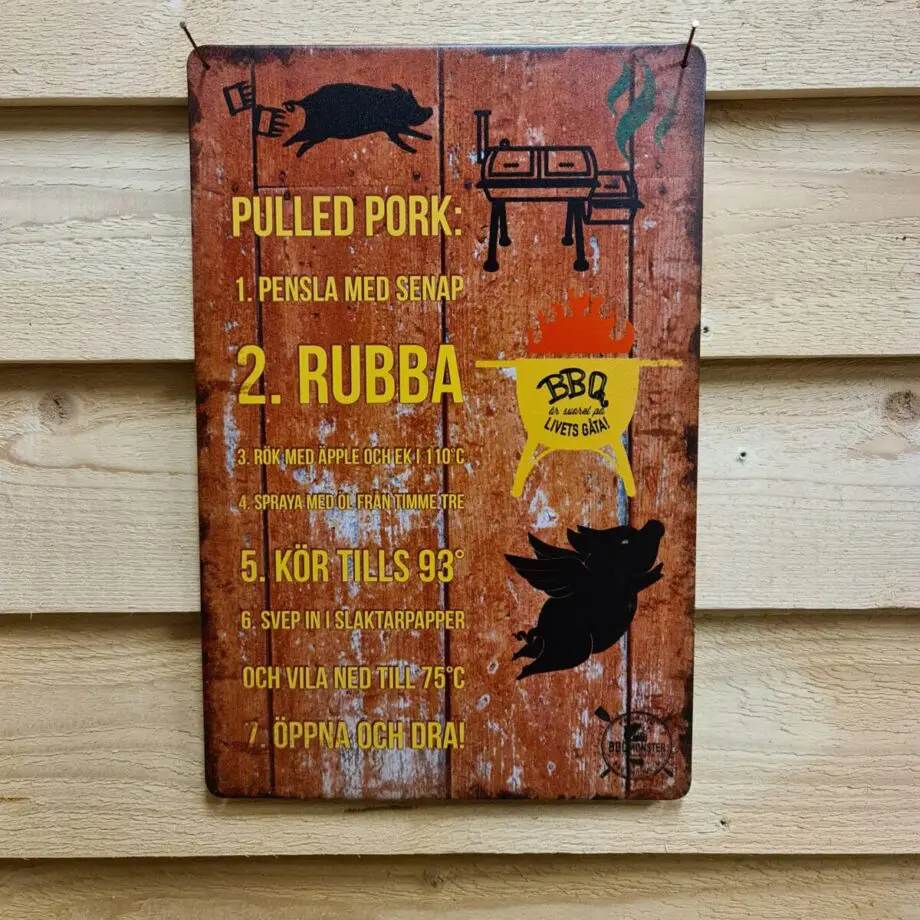 PULLED PORK:
1. PENSLA MED SENAP
2. RUBBA
3. RÖK MED ÄPPLE OCH EK I 110°C
4. SPRAYA MED ÖL FRÅN TIMME TRE
5. KÖR TILLS 93°
6. SVEP IN I SLAKTARPAPPER
OCH VILA NED TILL 75°C
7. ÖPPNA OCH DRA!
BBQ
är svaret på
LIVETS GÅTA!
BBQMONSTER